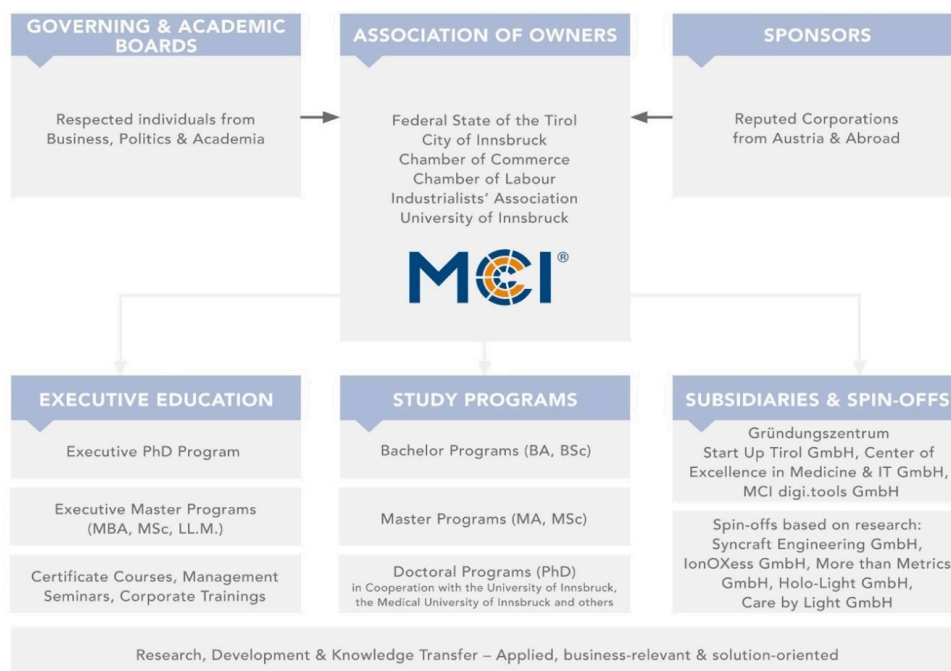 GOVERNING & ACADEMIC
BOARDS
Respected individuals from
Business, Politics & Academia
ASSOCIATION OF OWNERS
Federal State of the Tirol
City of Innsbruck
Chamber of Commerce
Chamber of Labour
Industrialists' Association
University of Innsbruck
MCI®
SPONSORS
Reputed Corporations
from Austria & Abroad
EXECUTIVE EDUCATION
Executive PhD Program
Executive Master Programs
(MBA, MSc, LL.M.)
Certificate Courses, Management
Seminars, Corporate Trainings
STUDY PROGRAMS
Bachelor Programs (BA, BSc)
Master Programs (MA, MSc)
Doctoral Programs (PhD)
in Cooperation with the University of Innsbruck,
the Medical University of Innsbruck and others
SUBSIDIARIES & SPIN-OFFS
Gründungszentrum
Start Up Tirol GmbH, Center of
Excellence in Medicine & IT GmbH,
MCI digi.tools GmbH
Spin-offs based on research:
Syncraft Engineering GmbH,
IonOXess GmbH, More than Metrics
GmbH, Holo-Light GmbH,
Care by Light GmbH
Research, Development & Knowledge Transfer – Applied, business-relevant & solution-oriented